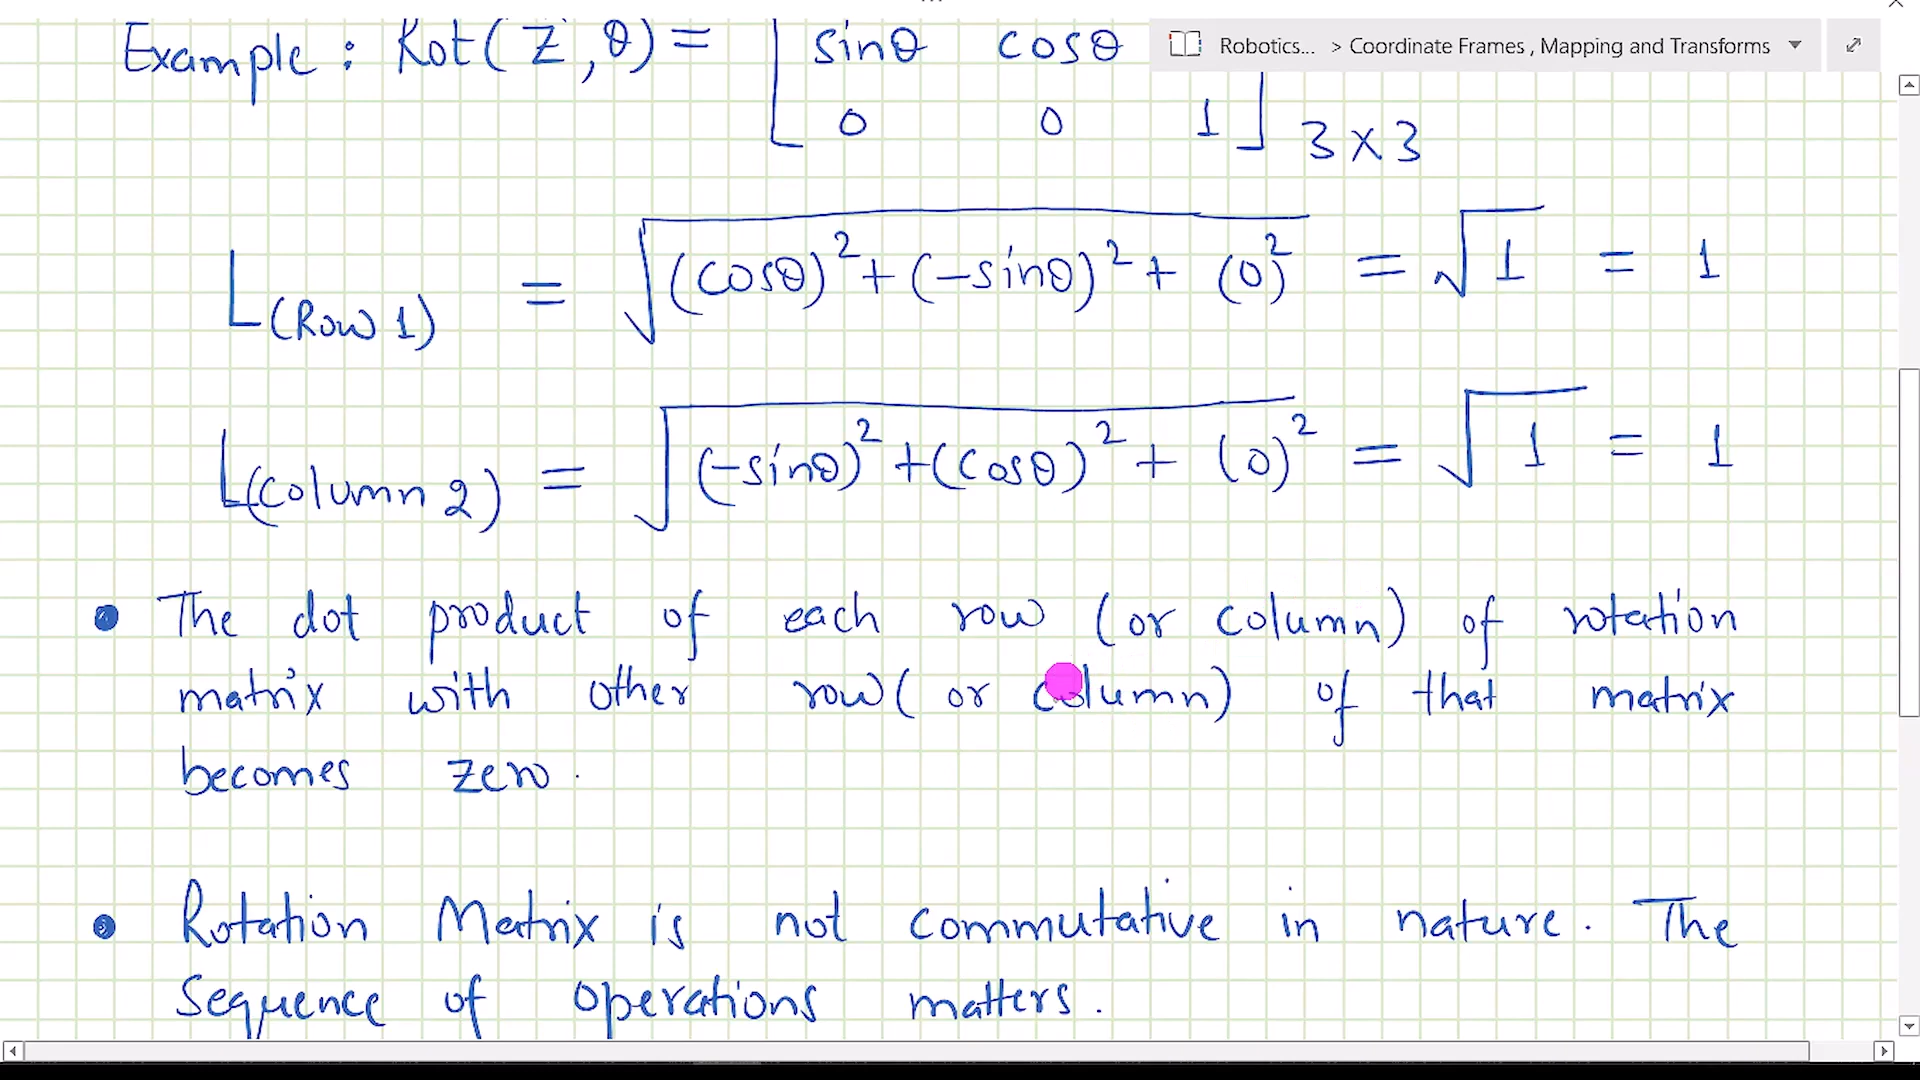 Robotics... > Coordinate Frames , Mapping and Transforms
Example : Rot( Z , θ) = sinθ cosθ
0 0 1 3 × 3
L(Row 1) = √(cosθ)² + (-sinθ)² + (0)² = √1 = 1
L(Column 2) = √(-sinθ)² + (cosθ)² + (0)² = √1 = 1
• The dot product of each row (or column) of rotation
matrix with other row( or column) of that matrix
becomes zero.
• Rotation Matrix is not commutative in nature. The
Sequence of operations matters.